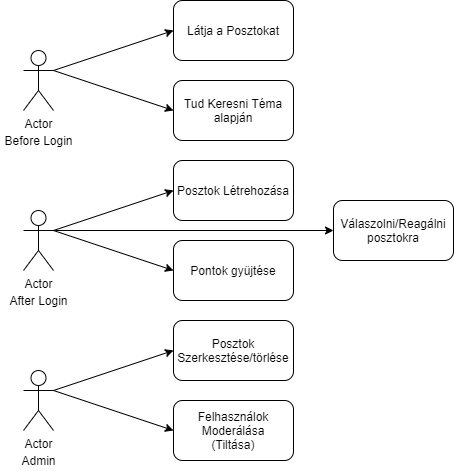 Látja a Posztokat
Actor
Before Login
Tud Keresni Téma
alapján
Posztok Létrehozása
Válaszolni/Reagálni
posztokra
Actor
After Login
Pontok gyüjtése
Posztok
Szerkesztése/törlése
Actor
Admin
Felhasználok
Moderálása
(Tiltása)